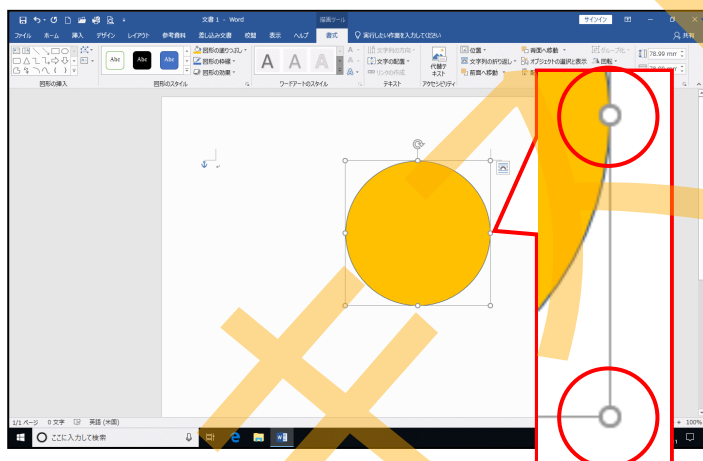 文書 1 - Word
描画ツール
サインイン
ファイル ホーム 挿入 デザイン レイアウト 参考資料 差し込み文書 校閲 表示 ヘルプ 書式 実行したい作業を入力してください 共有
Abc Abc Abc
図形の塗りつぶし
図形の枠線
図形の効果
A A A
文字列の方向
文字の配置
リンクの作成
代替テ
キスト
位置
文字列の折り返し
前面へ移動
背面へ移動
オブジェクトの選択と表示
グループ化
回転
78.99 mm
図形の挿入 図形のスタイル ワードアートのスタイル テキスト アクセシビリティ
1/1 ページ 0 文字 英語 (米国)
100%
ここに入力して検索